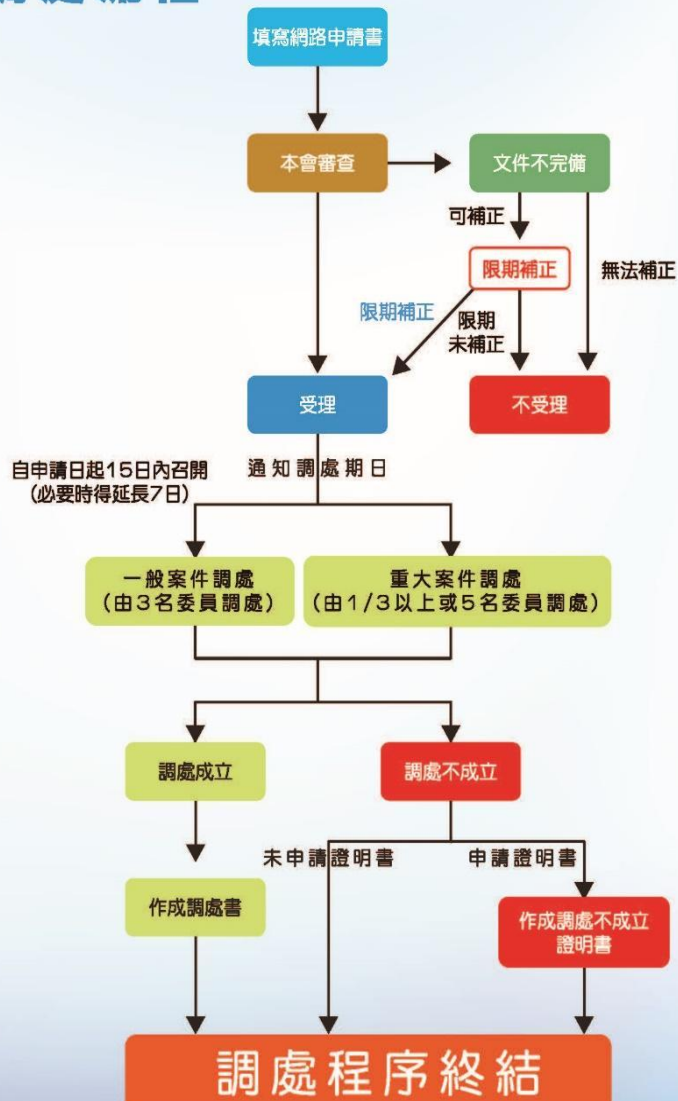 填寫網路申請書
本會審查
文件不完備
可補正
限期補正
無法補正
限期補正
限期
未補正
受理
不受理
自申請日起15日內召開
(必要時得延長7日)
通知調處期日
一般案件調處
(由3名委員調處)
重大案件調處
(由1/3以上或5名委員調處)
調處成立
調處不成立
未申請證明書
申請證明書
作成調處書
作成調處不成立
證明書
調處程序終結